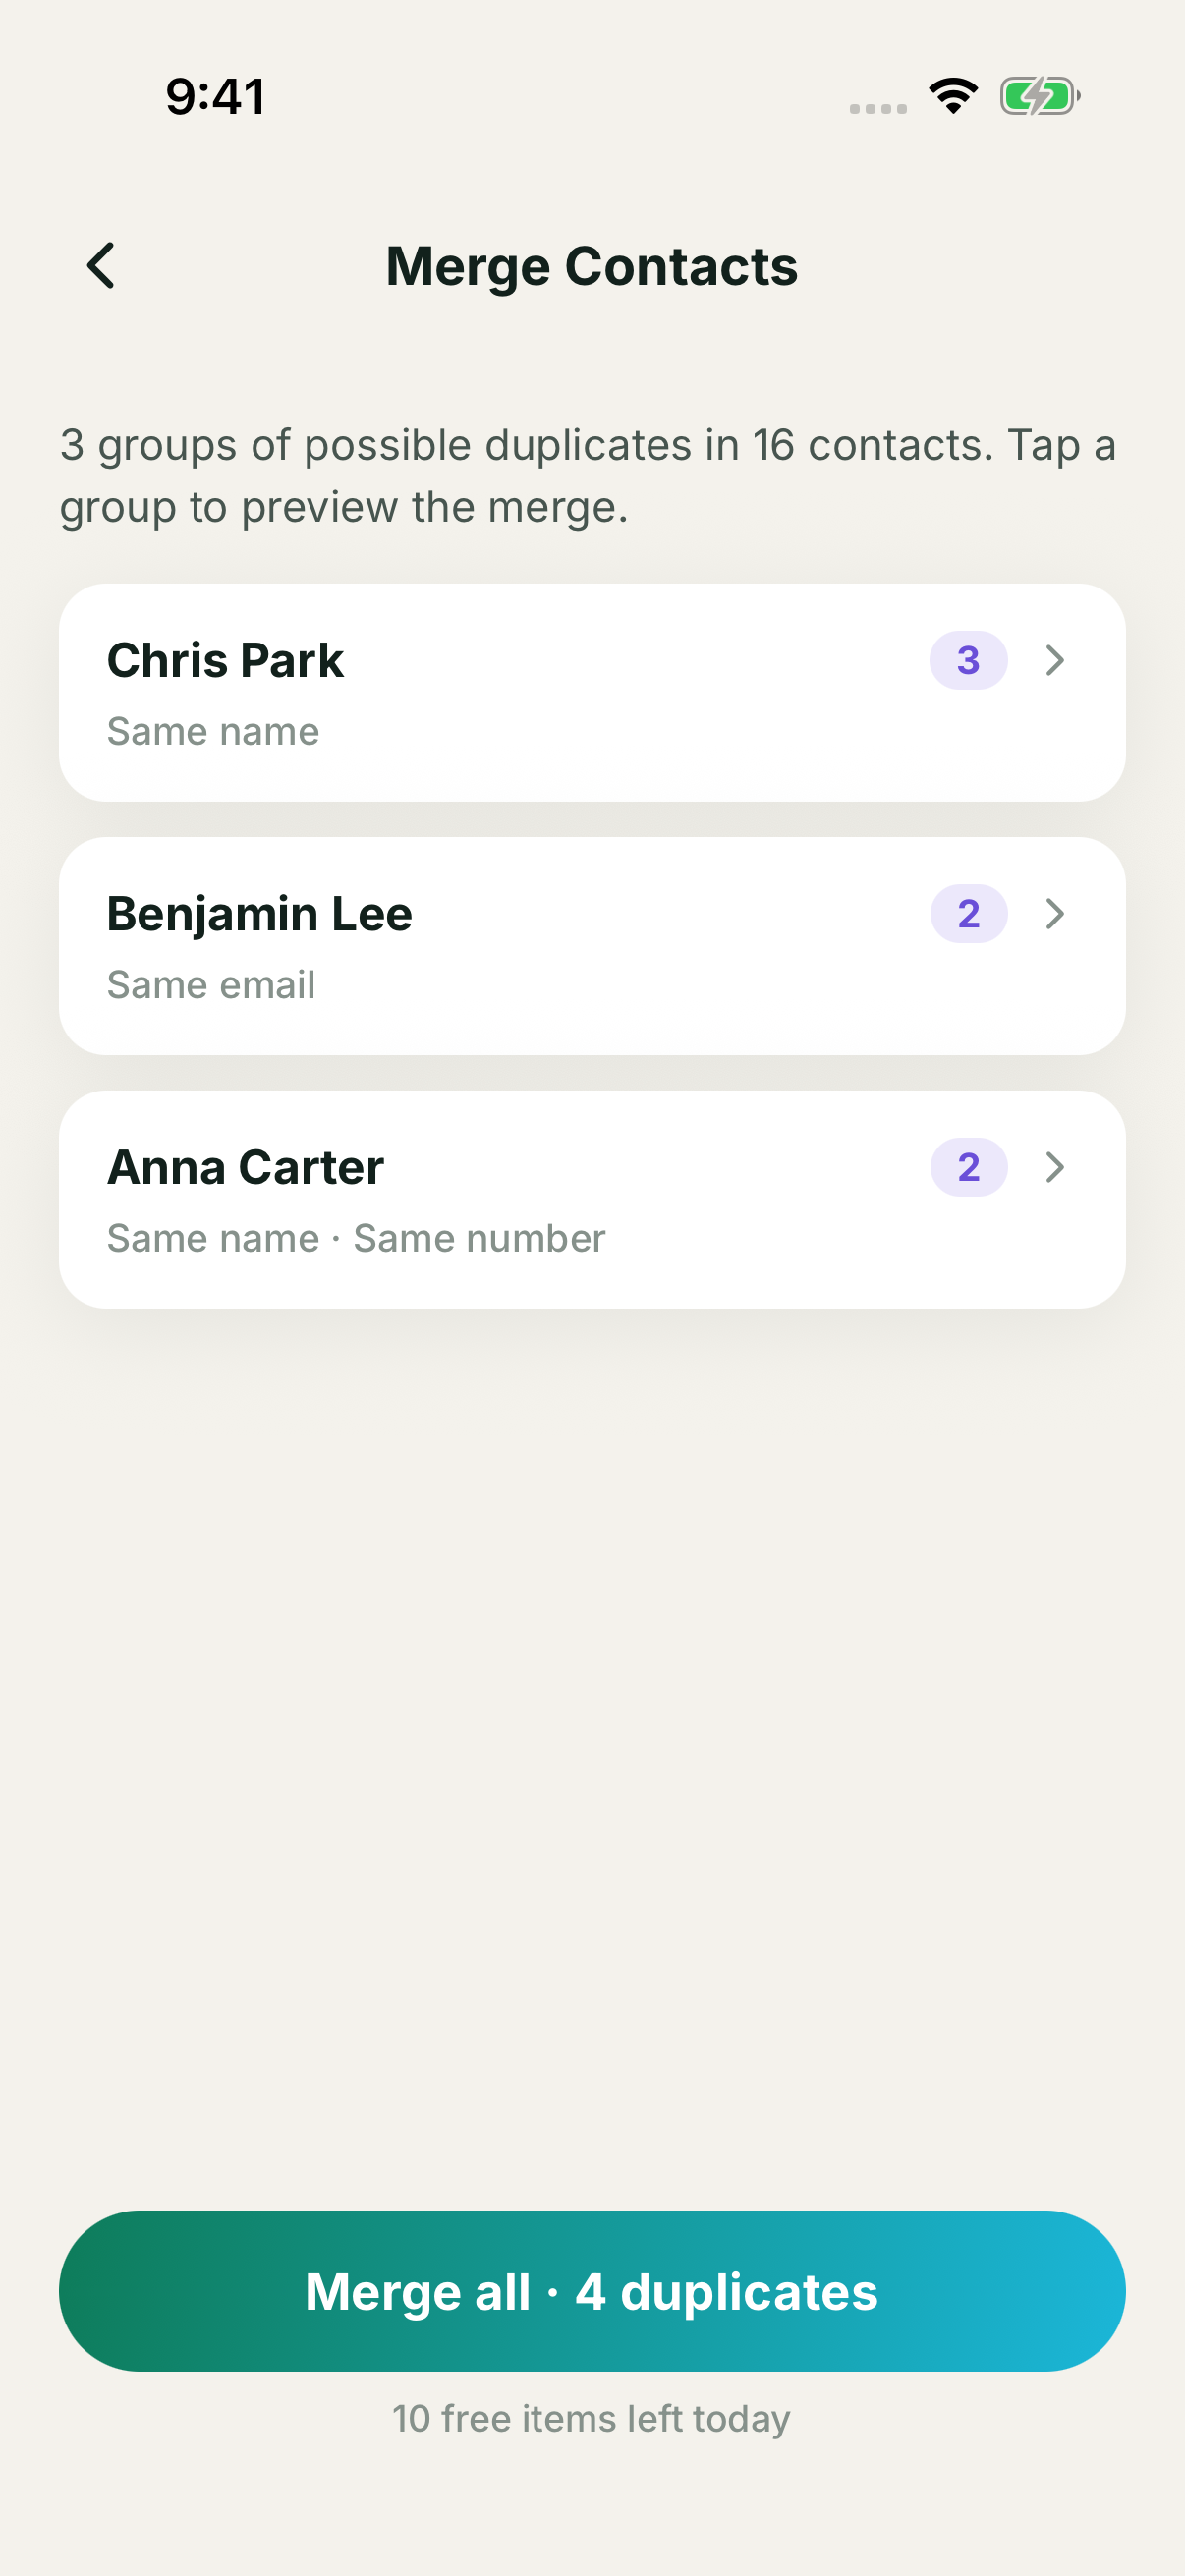 9:41
Merge Contacts
3 groups of possible duplicates in 16 contacts. Tap a
group to preview the merge.
Chris Park
3
Same name
Benjamin Lee
2
Same email
Anna Carter
2
Same name · Same number
Merge all · 4 duplicates
10 free items left today